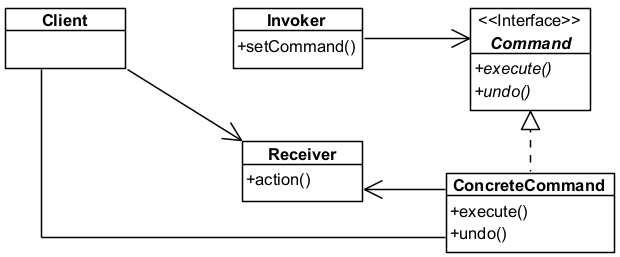 Client
Invoker
+setCommand()
<<Interface>>
Command
+execute()
+undo()
Receiver
+action()
ConcreteCommand
+execute()
+undo()